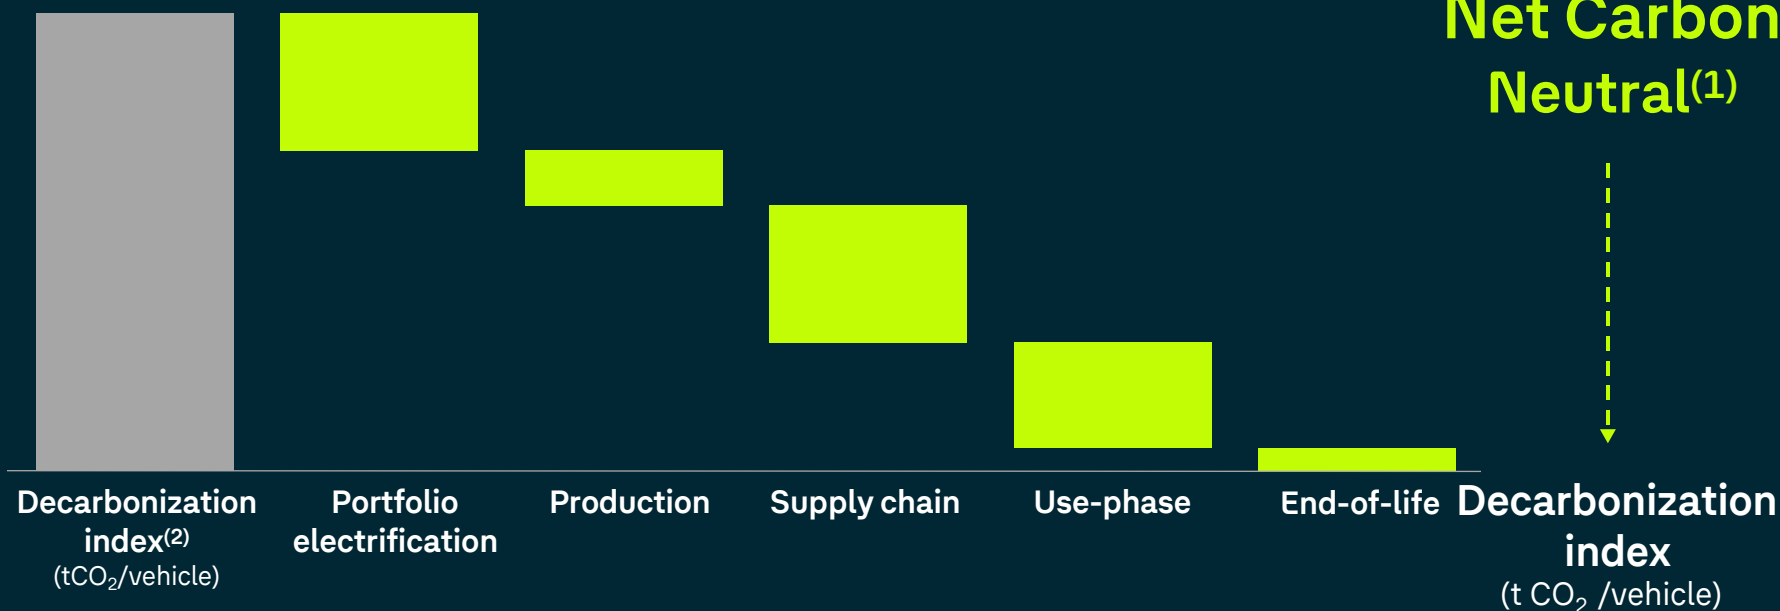 Net Carbon
Neutral(1)
Decarbonization
index(2)
(tCO2/vehicle)
Portfolio
electrification
Production
Supply chain
Use-phase
End-of-life
Decarbonization
index
(t CO2 /vehicle)